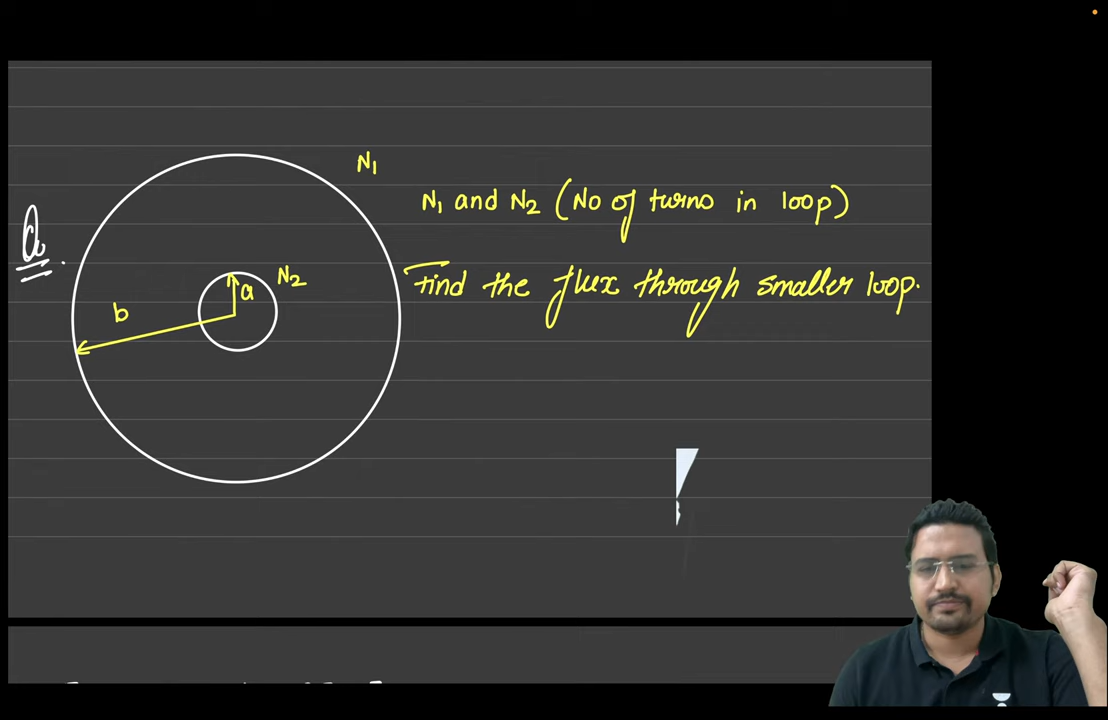 N₁
N₁ and N₂ (No of turns in loop)
Q.
Find the flux through smaller loop.
N₂
a
b